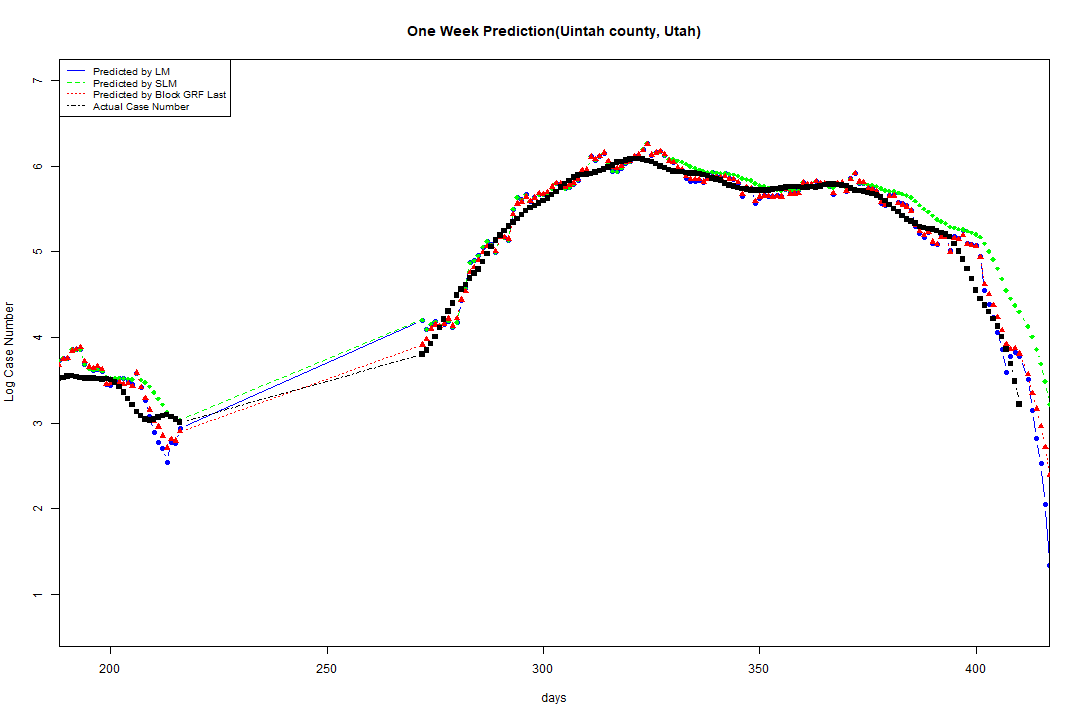 One Week Prediction(Uintah county, Utah)
Predicted by LM
Predicted by SLM
Predicted by Block GRF Last
Actual Case Number
7
6
5
4
3
2
1
Log Case Number
200 250 300 350 400
days